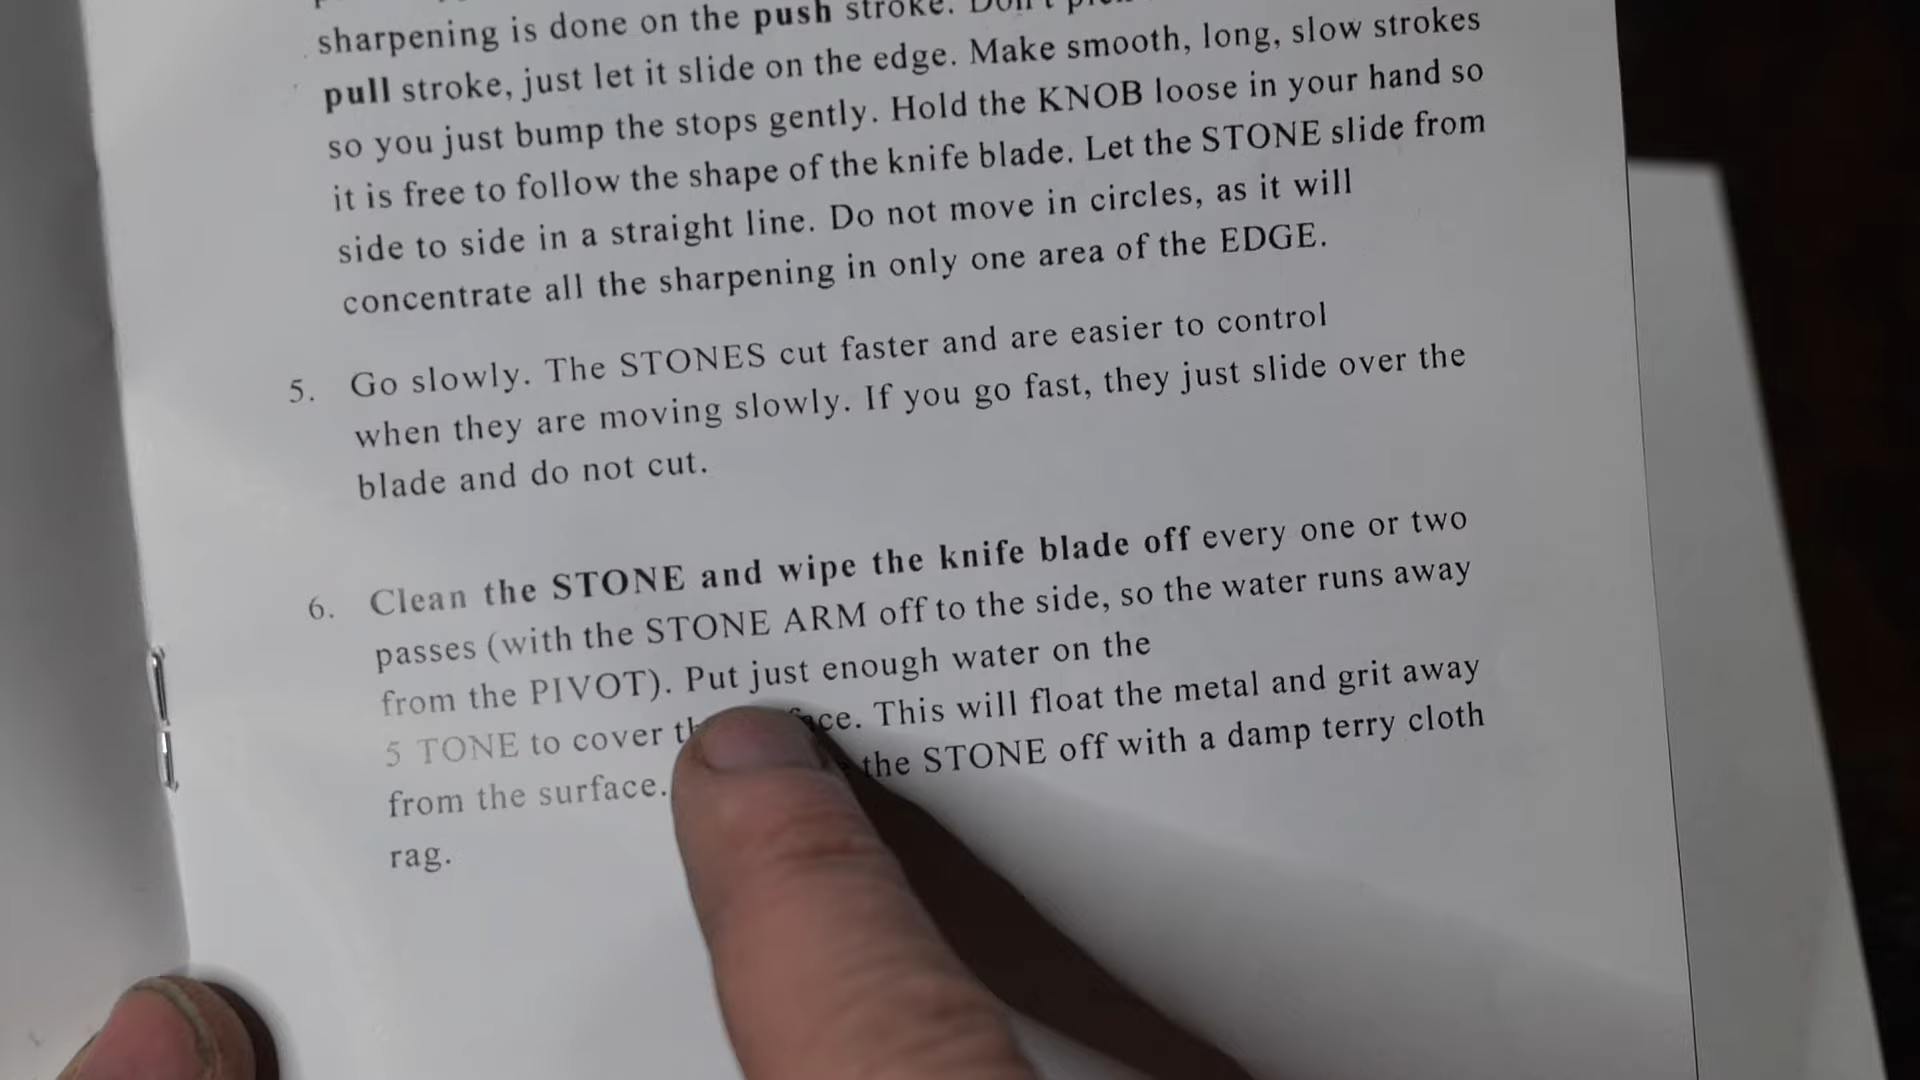 sharpening is done on the push stroke. Don't
pull stroke, just let it slide on the edge. Make smooth, long, slow strokes
so you just bump the stops gently. Hold the KNOB loose in your hand so
it is free to follow the shape of the knife blade. Let the STONE slide from
side to side in a straight line. Do not move in circles, as it will
concentrate all the sharpening in only one area of the EDGE.
5. Go slowly. The STONES cut faster and are easier to control
when they are moving slowly. If you go fast, they just slide over the
blade and do not cut.
6. Clean the STONE and wipe the knife blade off every one or two
passes (with the STONE ARM off to the side, so the water runs away
from the PIVOT). Put just enough water on the
5 TONE to cover. This will float the metal and grit away
from the surface. the STONE off with a damp terry cloth
rag.